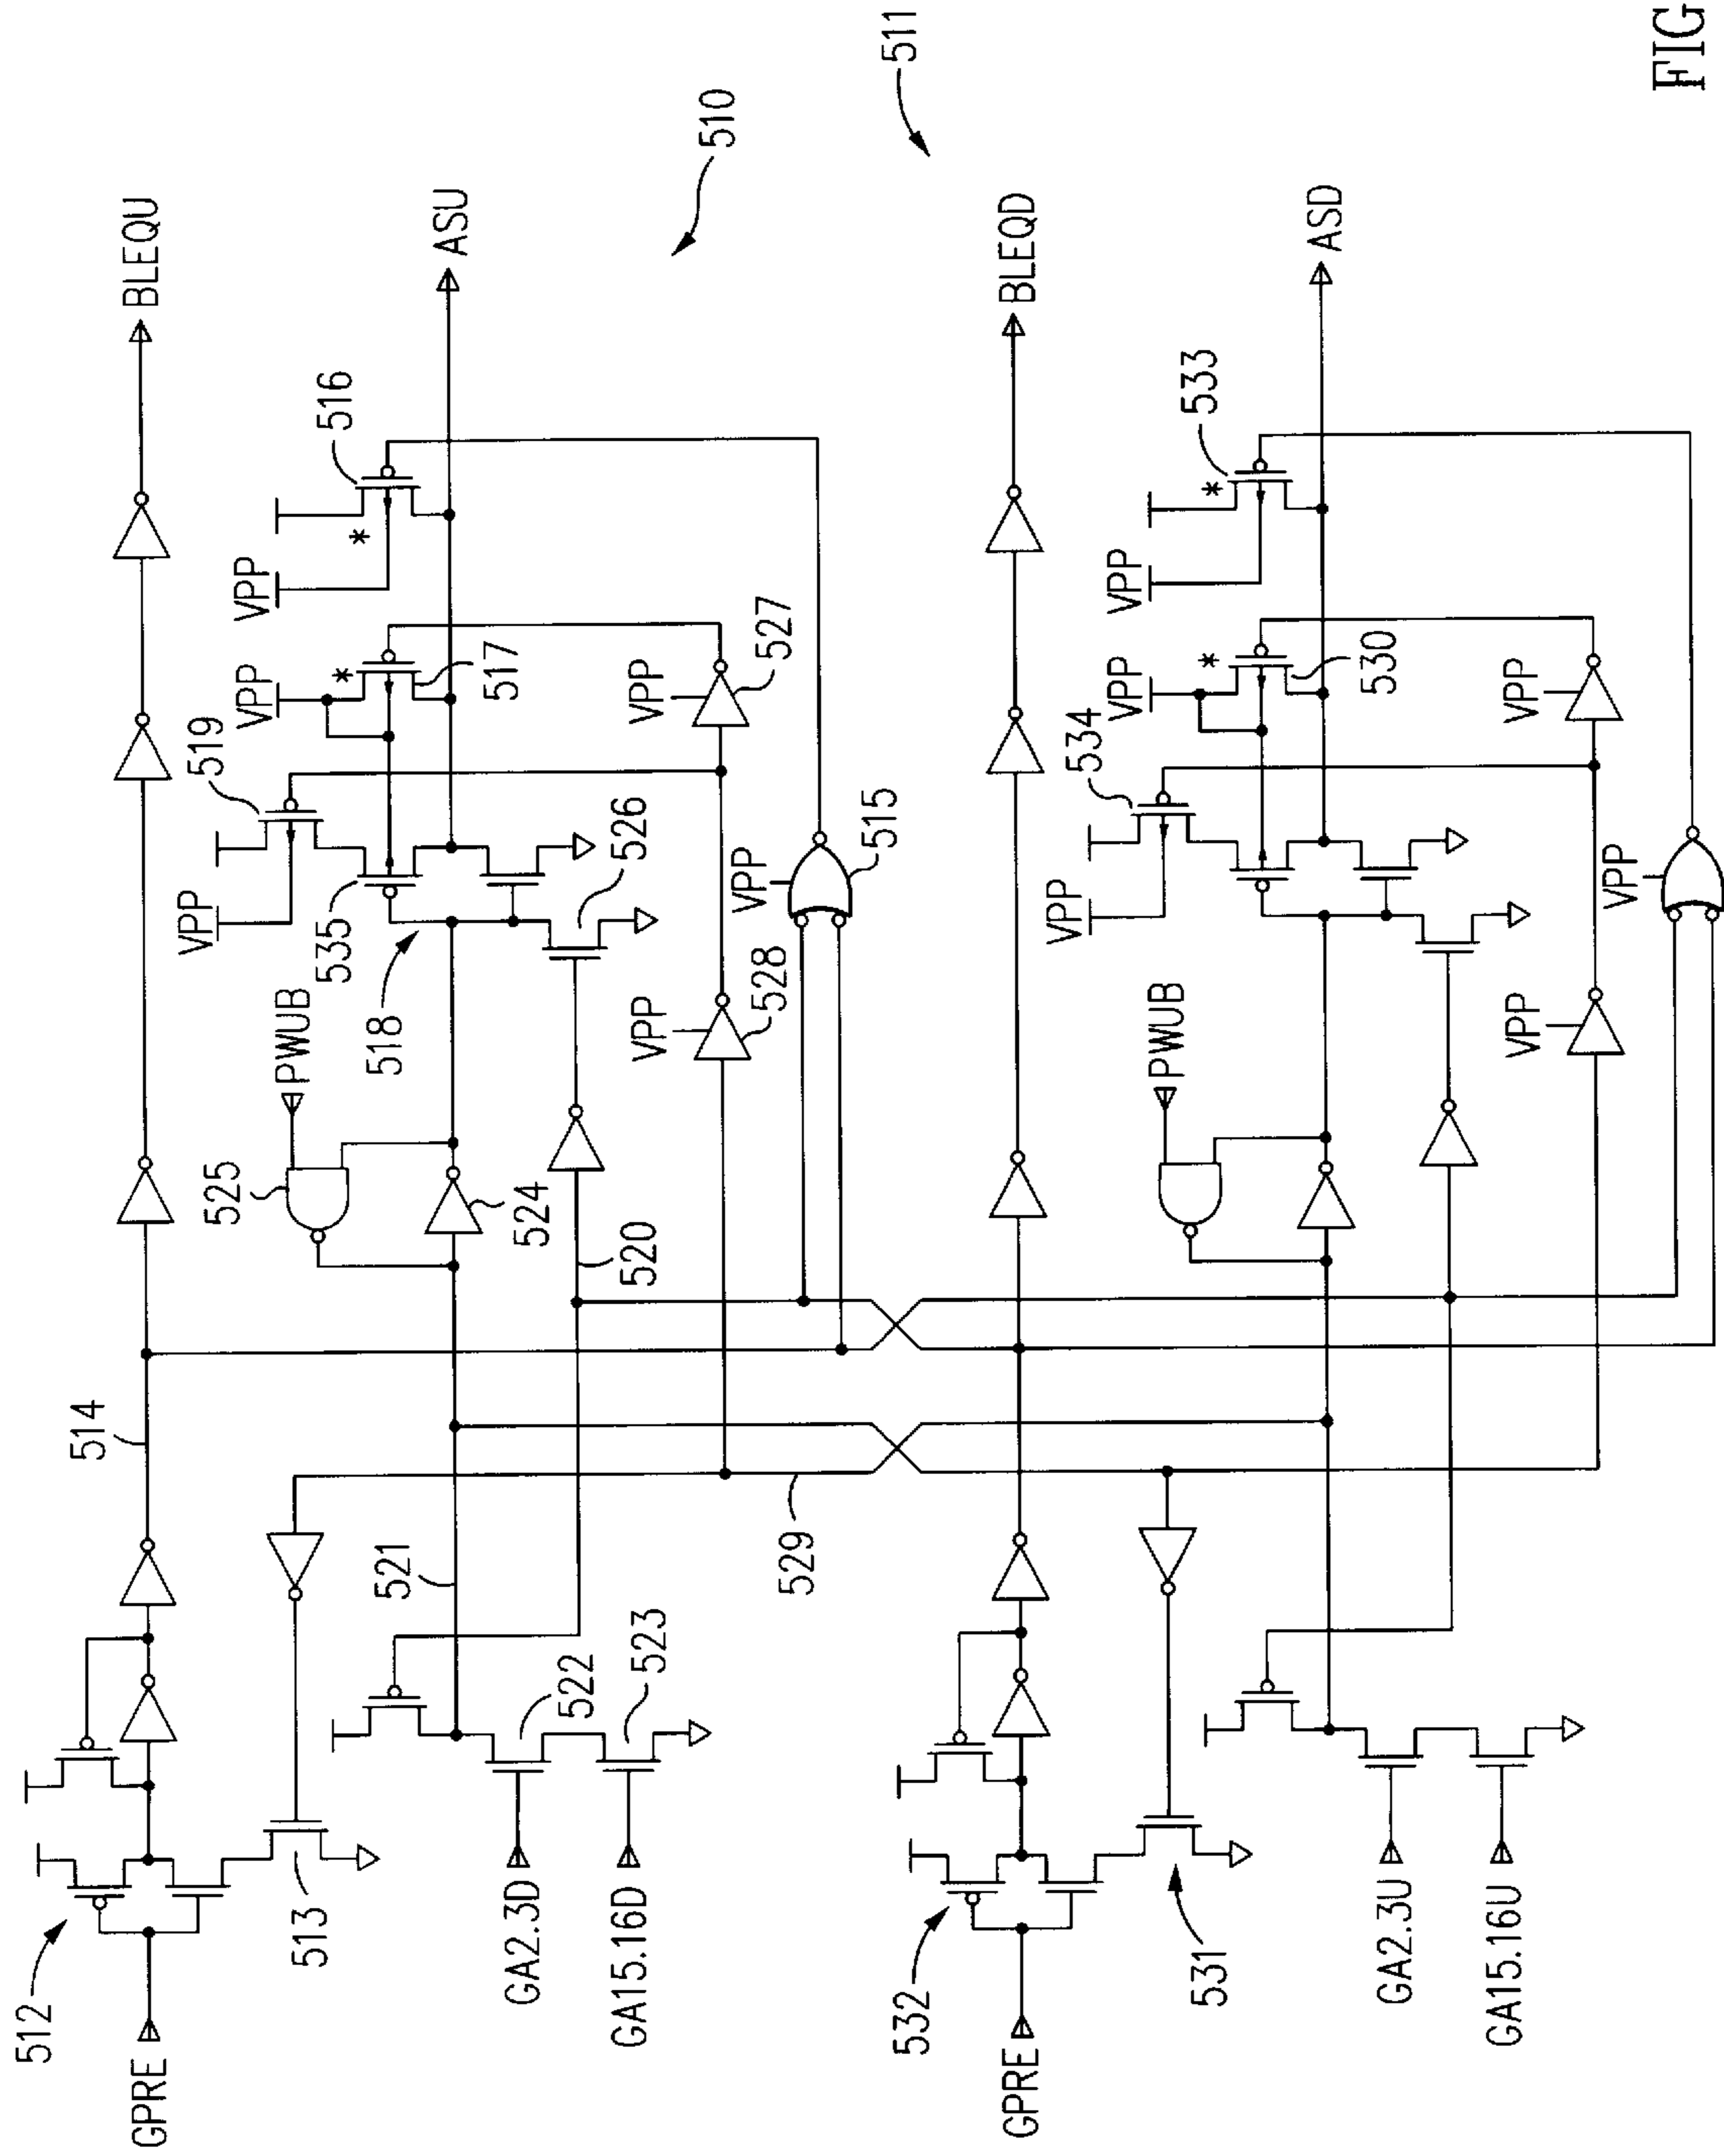 FIG
BLEQU
ASU
510
511
516
VPP
*
VPP
*
517
519
VPP
535
518
526
VPP
527
VPP
515
VPP
528
PWUB
525
524
520
514
521
529
522
523
512
513
GPRE
GA2.3D
GA15.16D
BLEQD
ASD
533
*
VPP
VPP
*
530
534
VPP
VPP
VPP
VPP
PWUB
532
531
GPRE
GA2.3U
GA15.16U